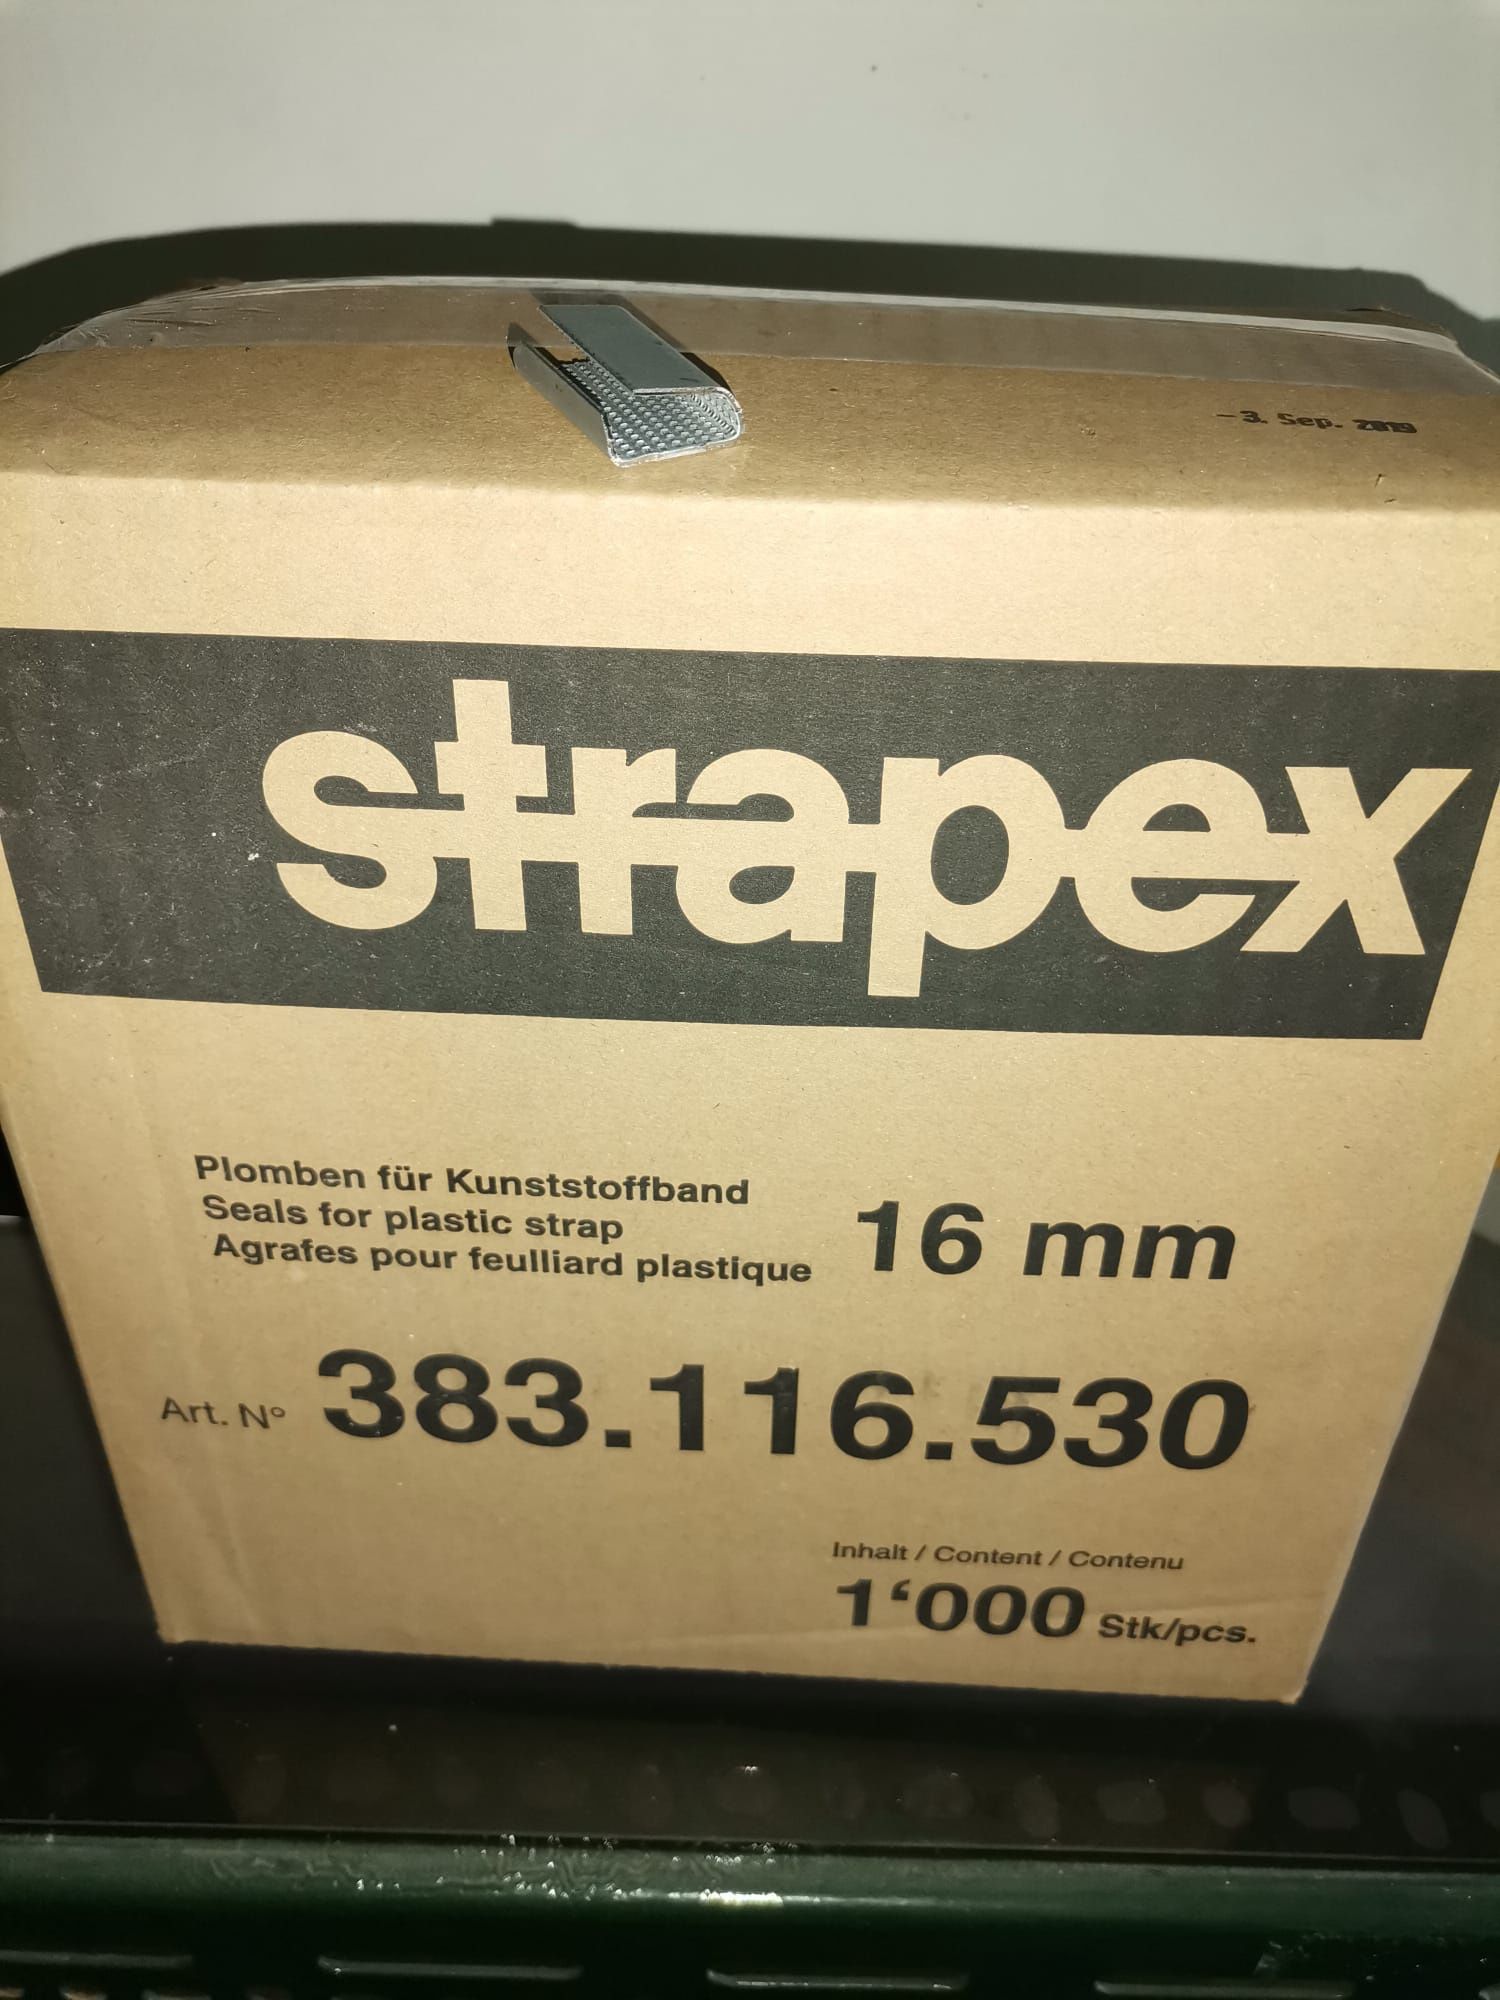 - 3. Sep. 2019
strapex
Plomben für Kunststoffband
Seals for plastic strap
Agrafes pour feulliard plastique
16 mm
Art. Nº 383.116.530
Inhalt / Content / Contenu
1‘000 Stk/pcs.